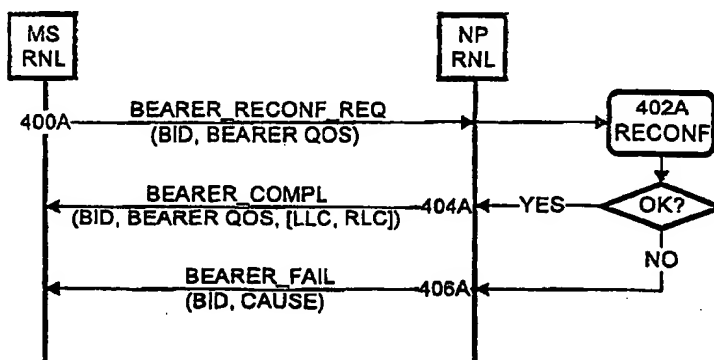 MS
RNL
NP
RNL
400A
BEARER_RECONF_REQ
(BID, BEARER QOS)
402A
RECONF
BEARER_COMPL
(BID, BEARER QOS, [LLC, RLC])
404A
YES
OK?
NO
BEARER_FAIL
(BID, CAUSE)
406A